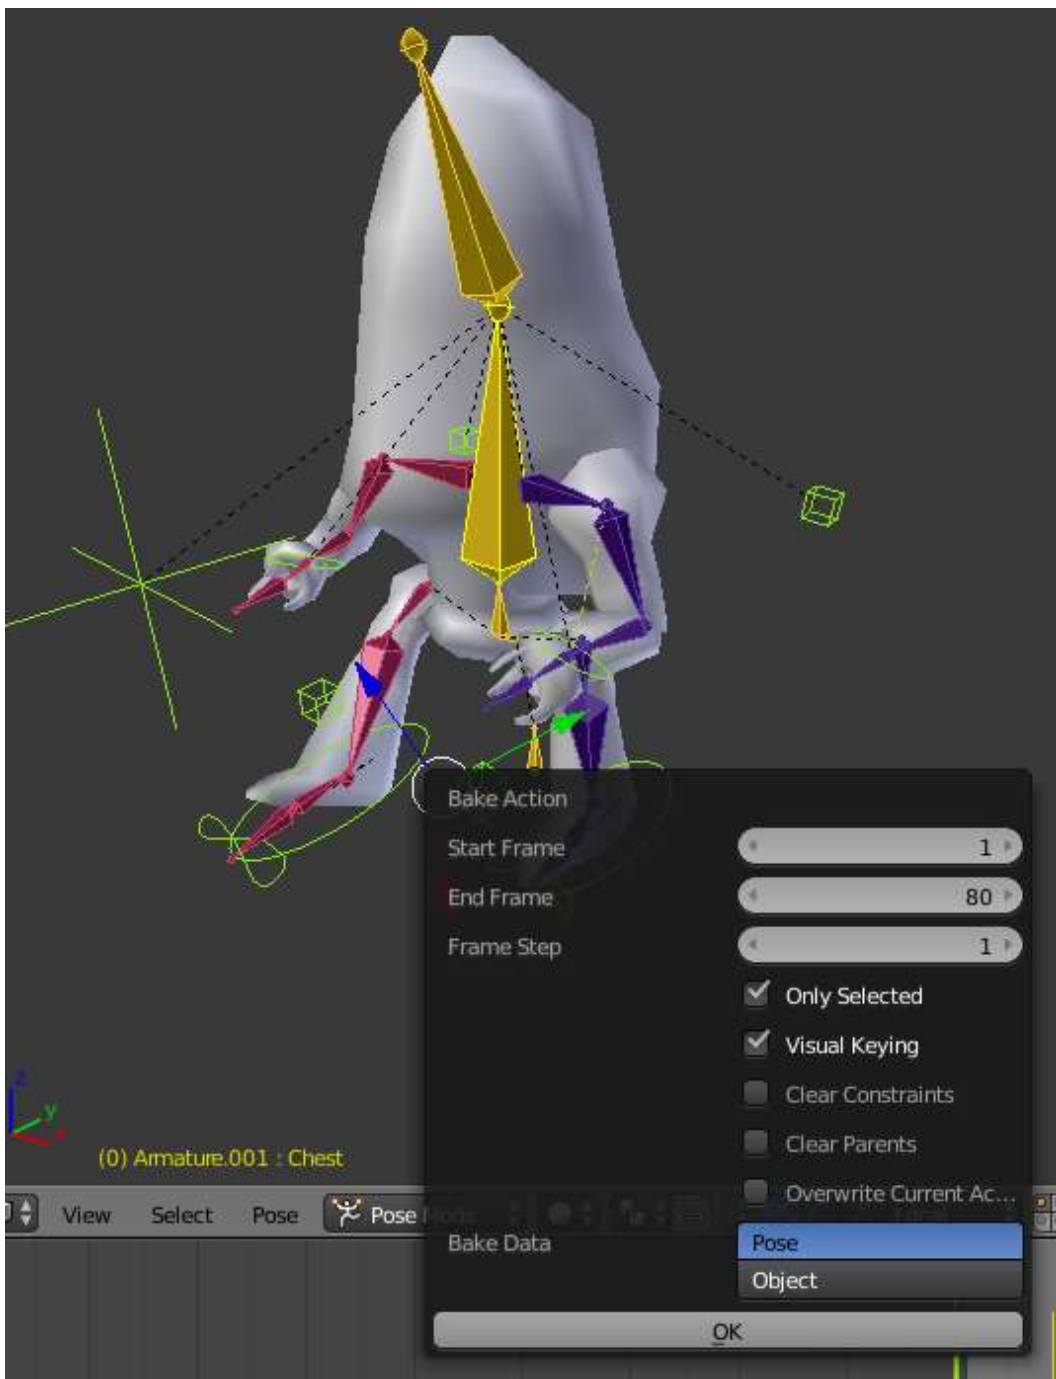 Bake Action
Start Frame 1
End Frame 80
Frame Step 1
Only Selected
Visual Keying
z
Clear Constraints
y
x
Clear Parents
(0) Armature.001 : Chest
Overwrite Current Ac...
View Select Pose Pose
Bake Data Pose
Object
OK